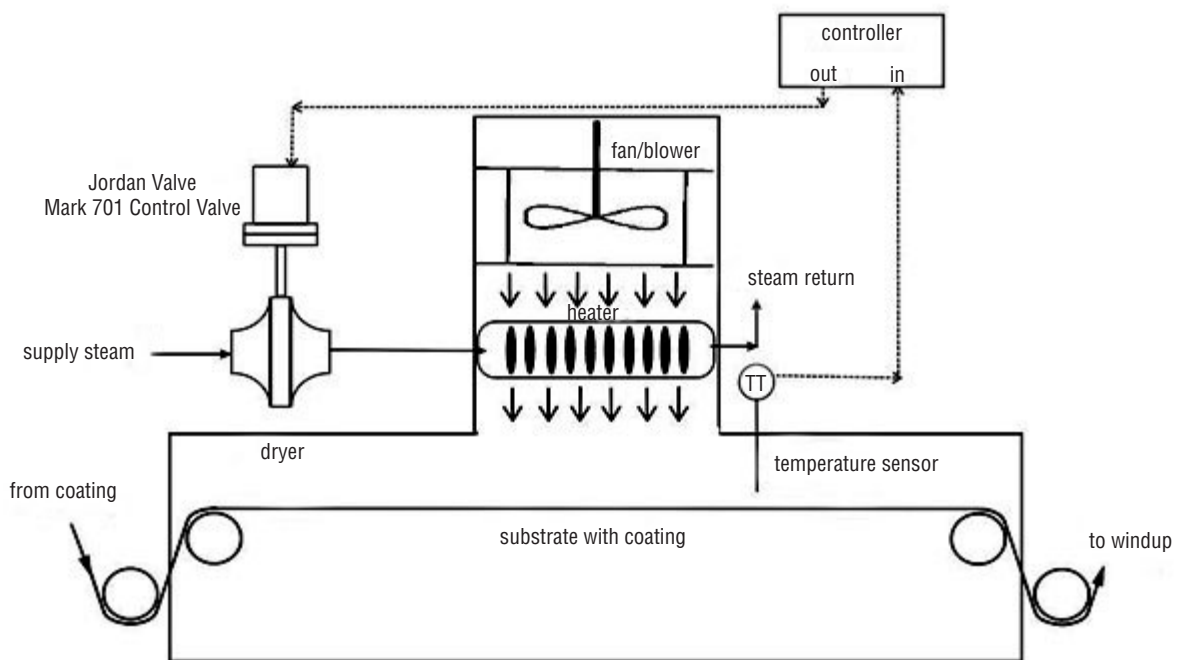 controller
out in
fan/blower
Jordan Valve
Mark 701 Control Valve
steam return
heater
supply steam
TT
dryer
temperature sensor
from coating
substrate with coating
to windup